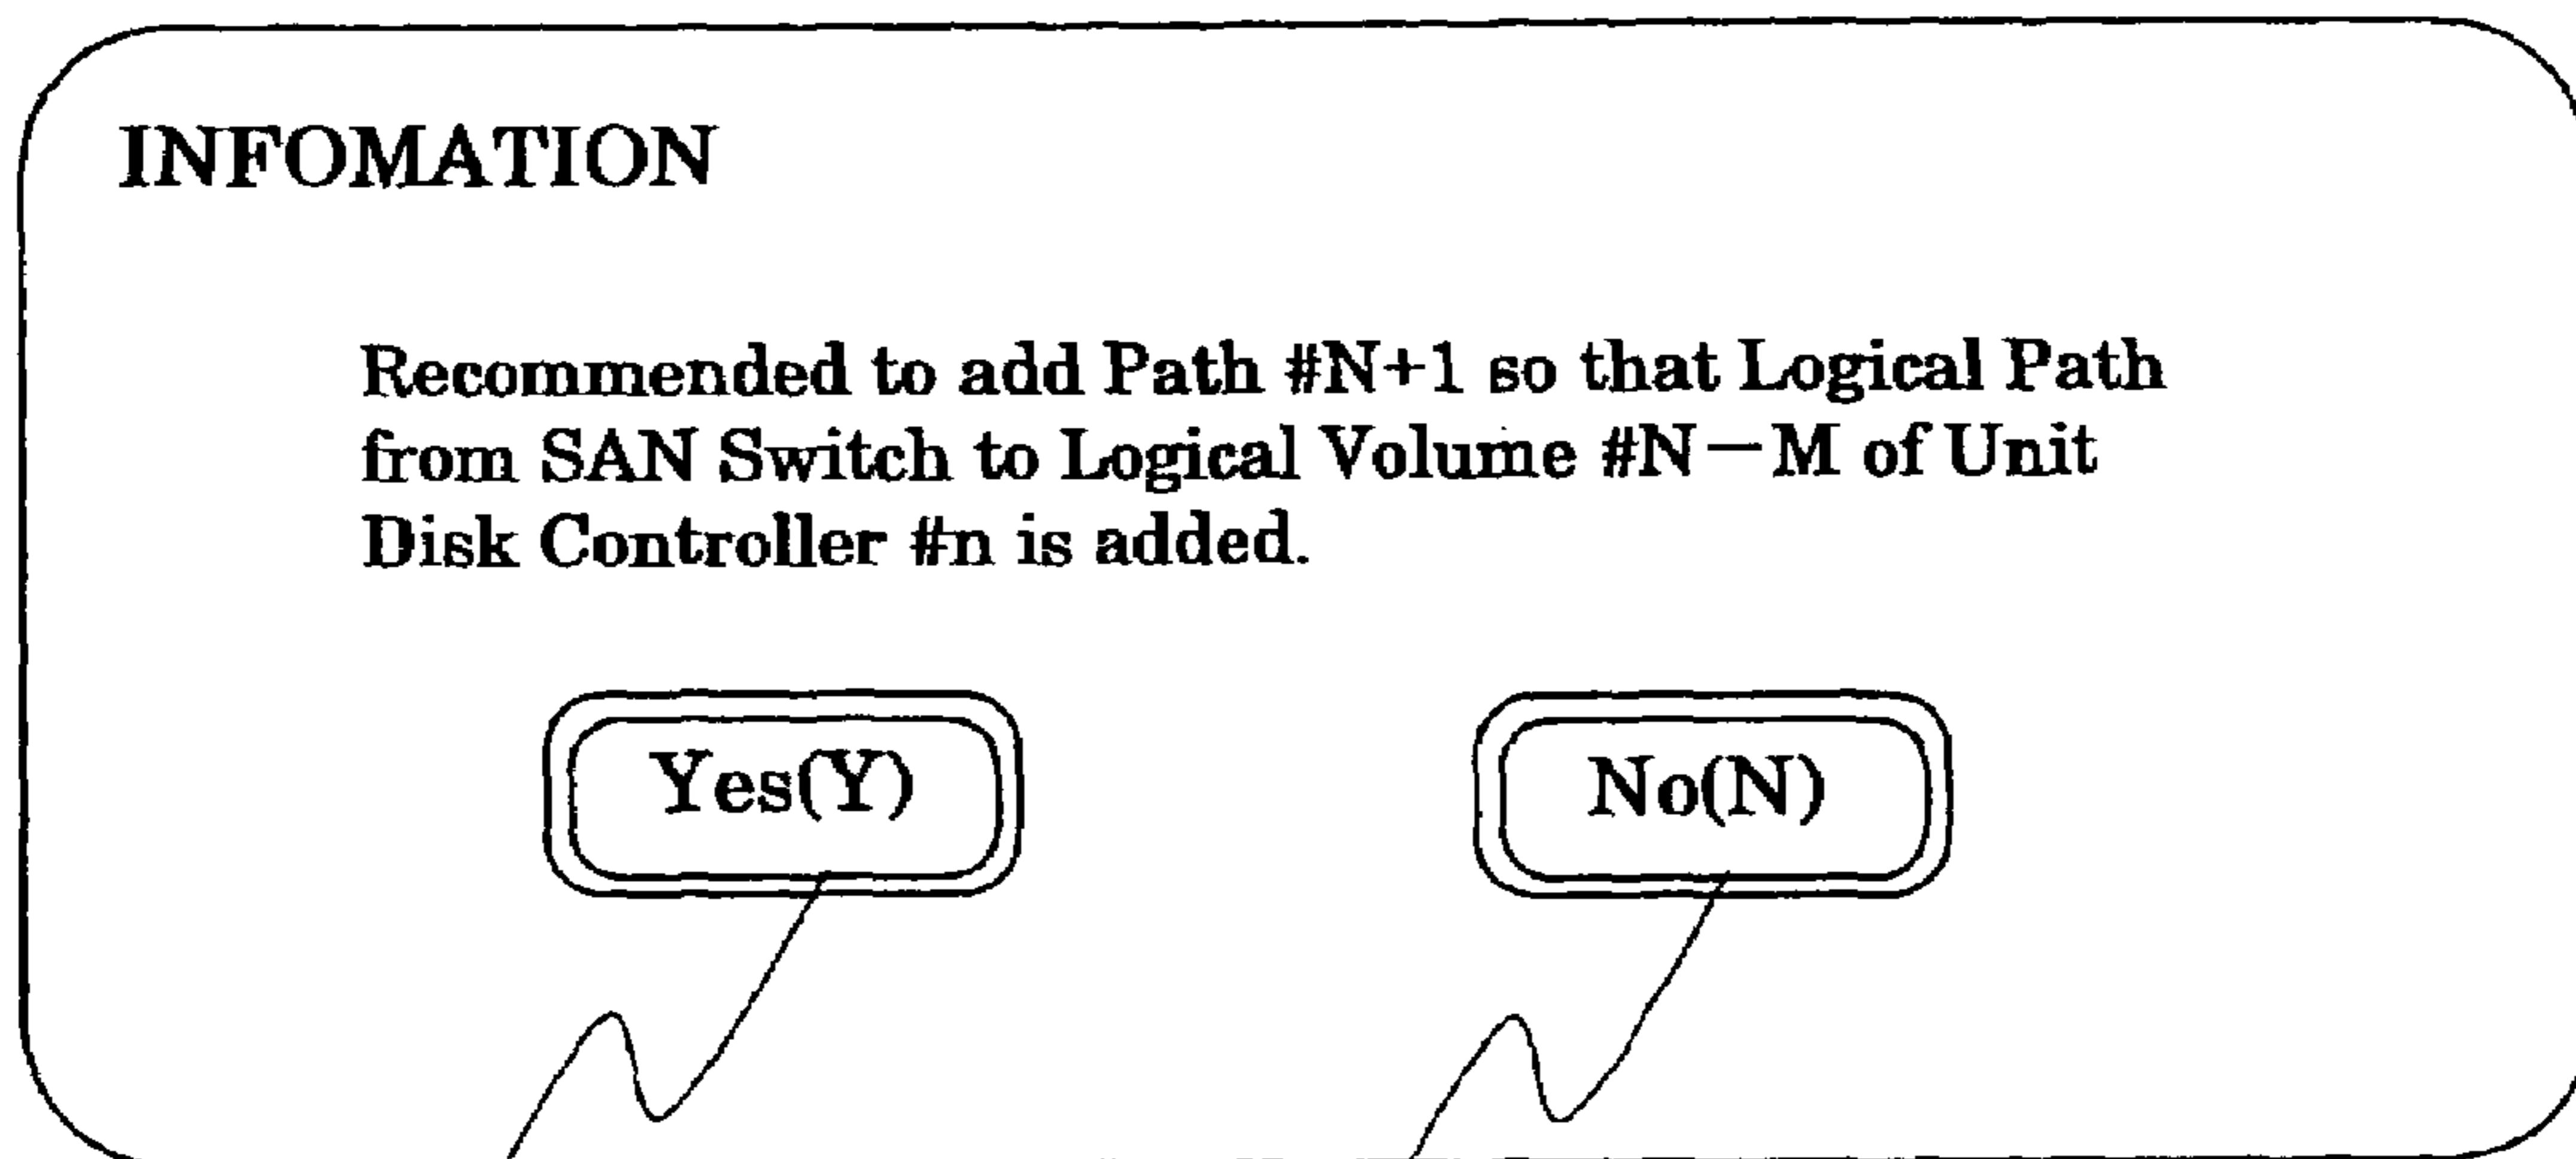 INFOMATION
Recommended to add Path #N+1 so that Logical Path
from SAN Switch to Logical Volume #N－M of Unit
Disk Controller #n is added.
Yes(Y)
No(N)